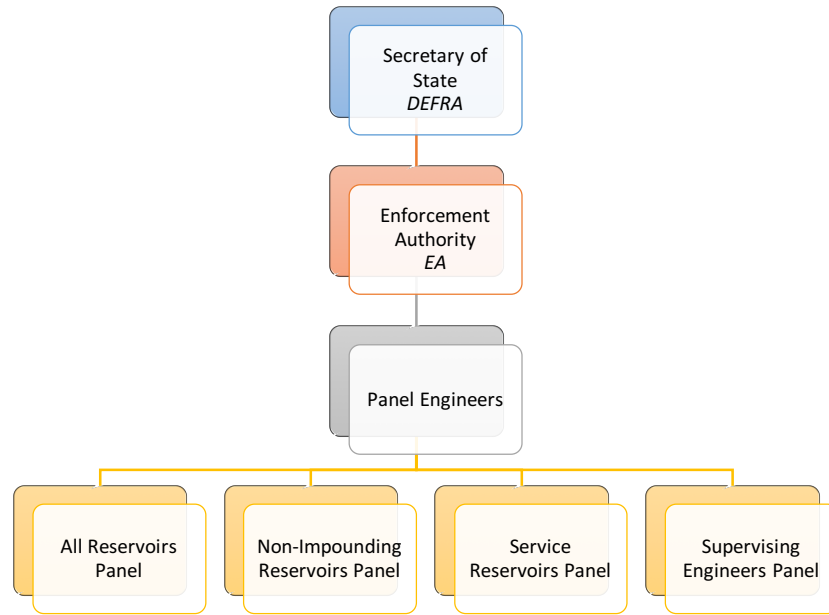 Secretary of
State
DEFRA
Enforcement
Authority
EA
Panel Engineers
All Reservoirs
Panel
Non-Impounding
Reservoirs Panel
Service
Reservoirs Panel
Supervising
Engineers Panel